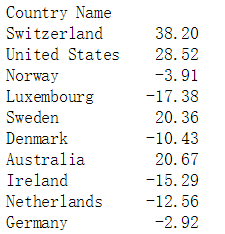 Country Name
Switzerland 38.20
United States 28.52
Norway -3.91
Luxembourg -17.38
Sweden 20.36
Denmark -10.43
Australia 20.67
Ireland -15.29
Netherlands -12.56
Germany -2.92